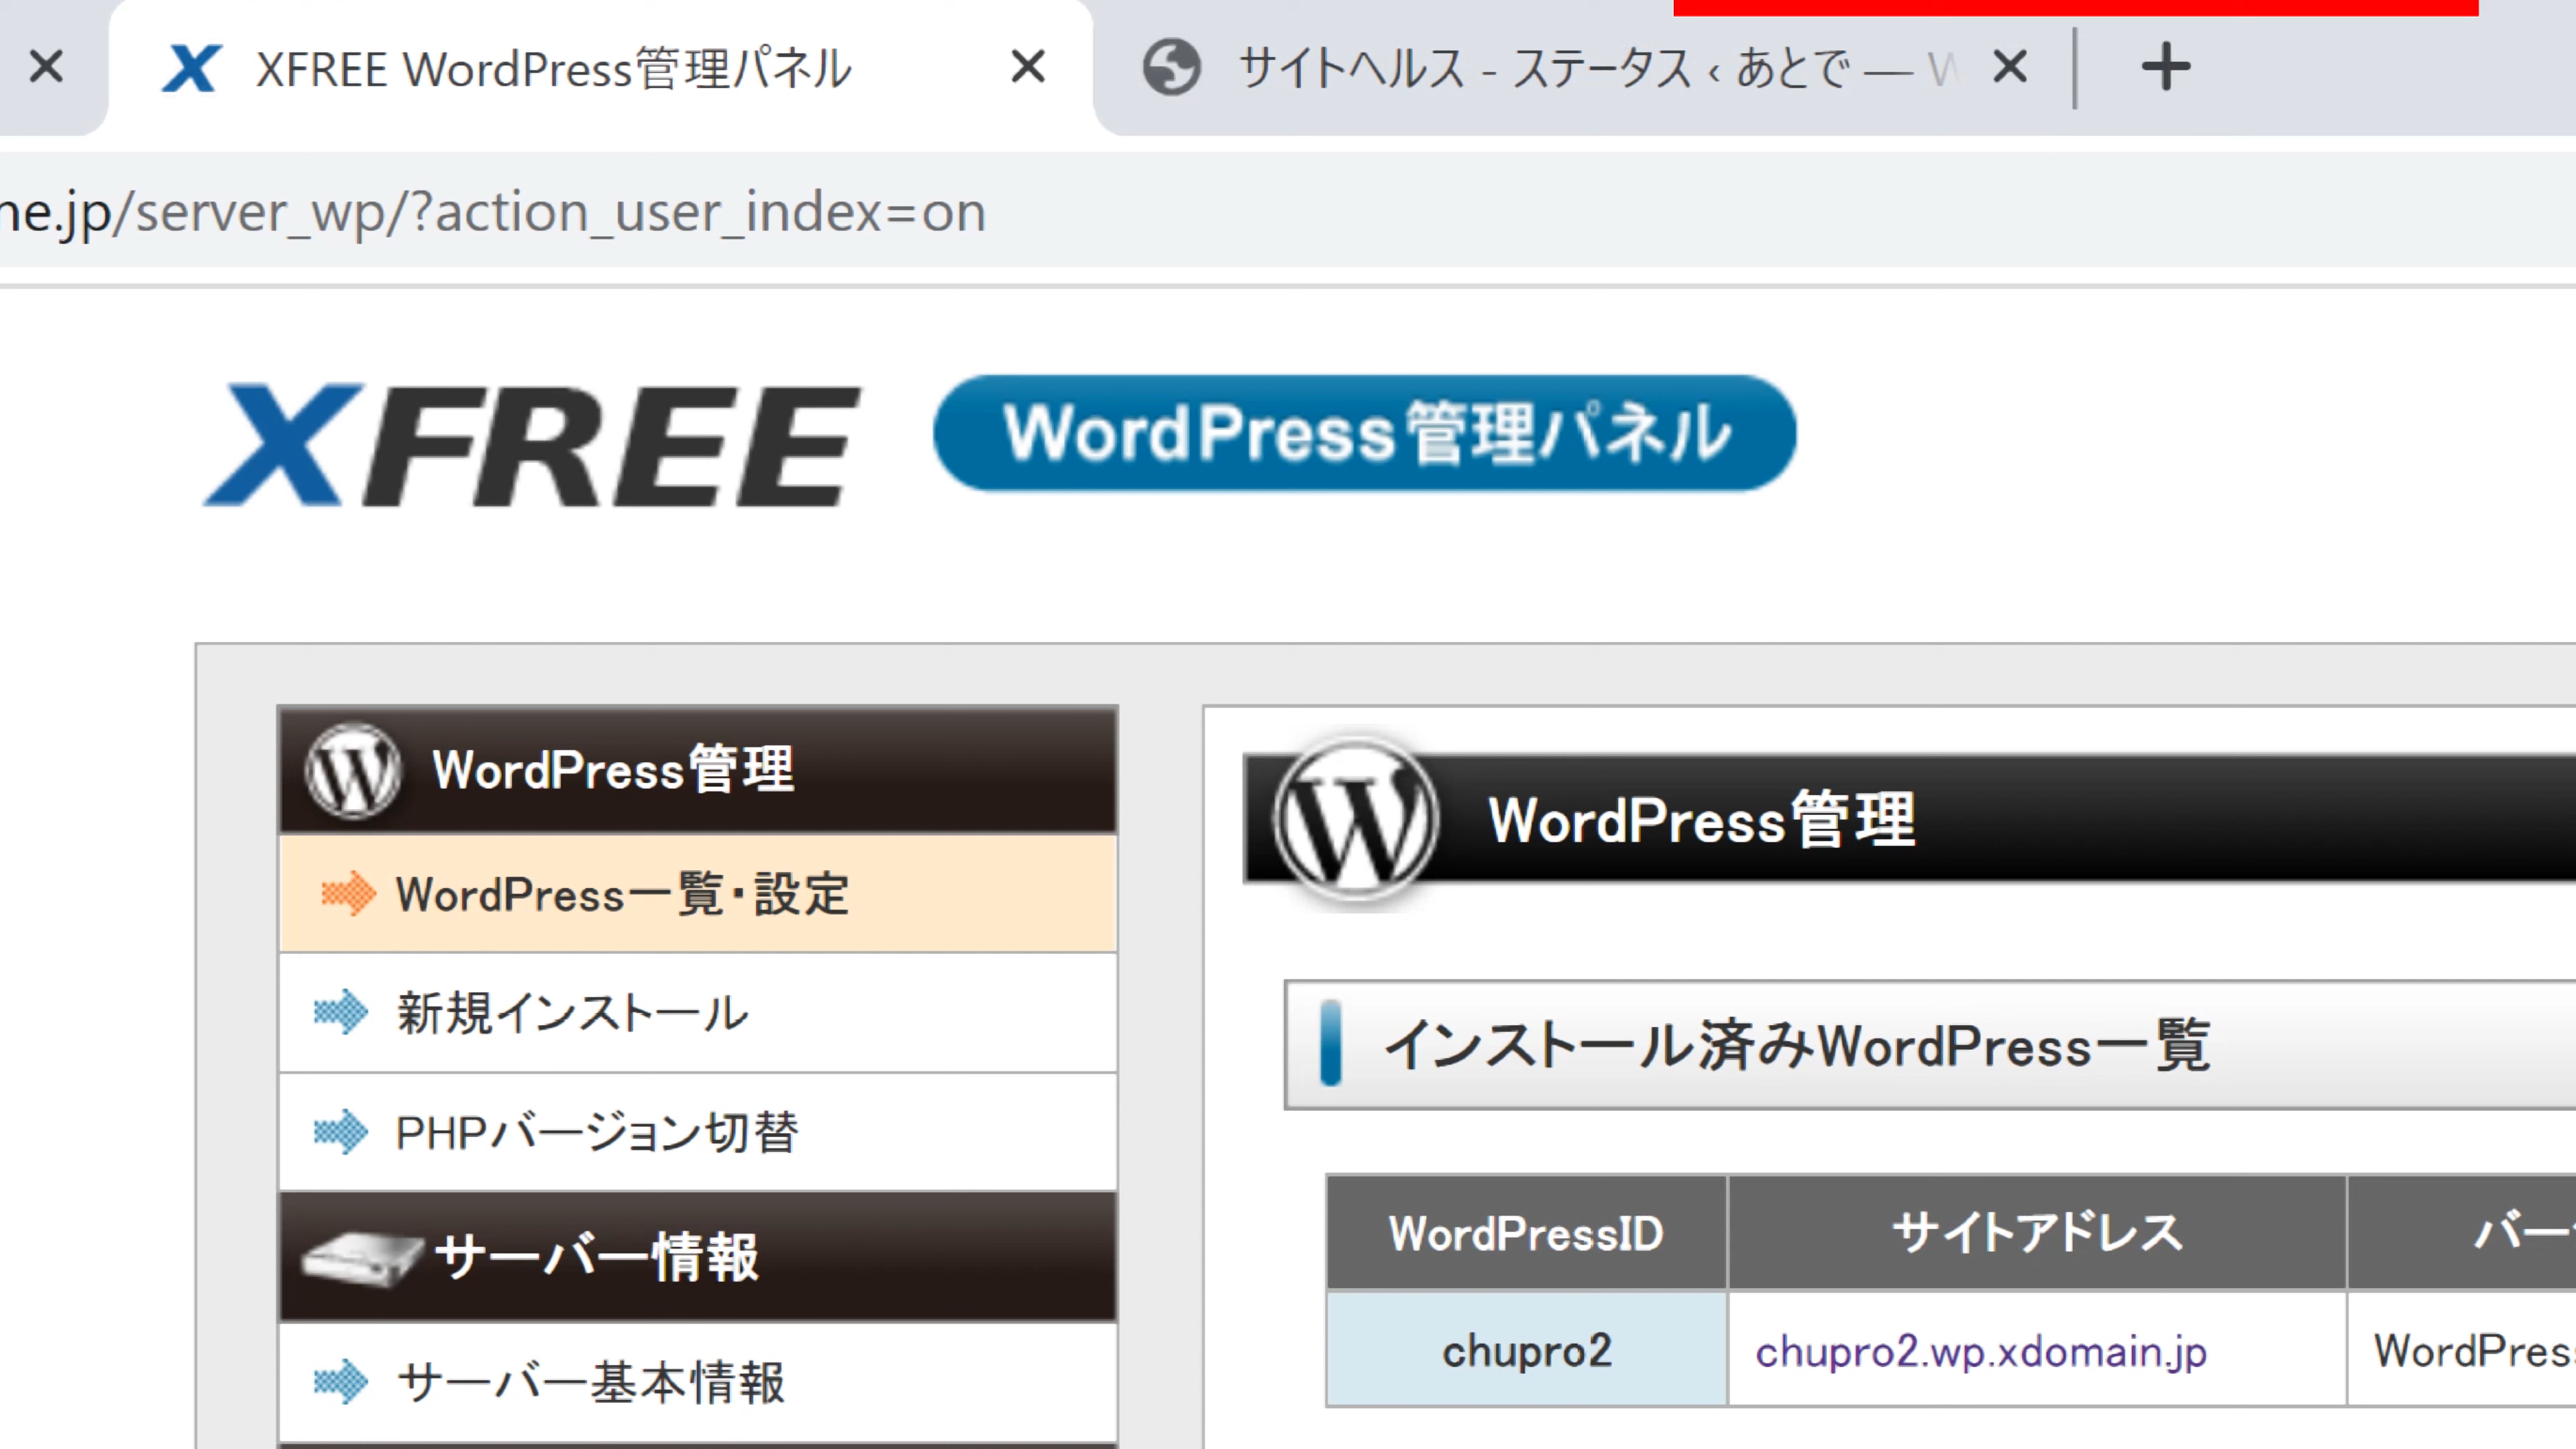 XFREE WordPress管理パネル
サイトヘルス - ステータス ‹ あとで — W
ne.jp/server_wp/?action_user_index=on
XFREE WordPress管理パネル
WordPress管理
WordPress一覧・設定
新規インストール
PHPバージョン切替
サーバー情報
サーバー基本情報
WordPress管理
インストール済みWordPress一覧
WordPressID サイトアドレス バー
chupro2 chupro2.wp.xdomain.jp WordPres